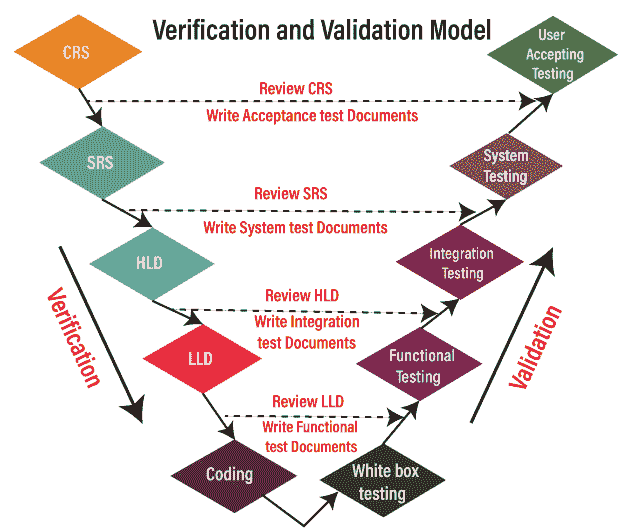 Verification and Validation Model
CRS
User
Accepting
Testing
Review CRS
Write Acceptance test Documents
SRS
System
Testing
Review SRS
Write System test Documents
HLD
Integration
Testing
Review HLD
Write Integration
test Documents
Verification
Validation
LLD
Functional
Testing
Review LLD
Write Functional
test Documents
Coding
White box
testing